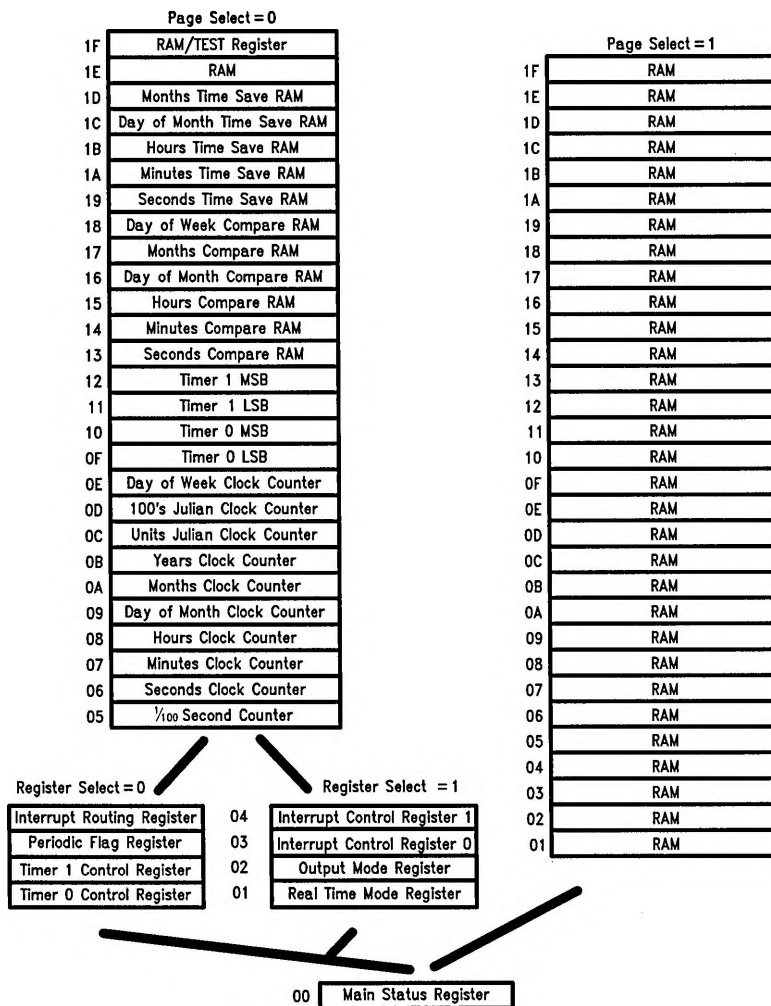 Page Select = 0
1F RAM/TEST Register
1E RAM
1D Months Time Save RAM
1C Day of Month Time Save RAM
1B Hours Time Save RAM
1A Minutes Time Save RAM
19 Seconds Time Save RAM
18 Day of Week Compare RAM
17 Months Compare RAM
16 Day of Month Compare RAM
15 Hours Compare RAM
14 Minutes Compare RAM
13 Seconds Compare RAM
12 Timer 1 MSB
11 Timer 1 LSB
10 Timer 0 MSB
0F Timer 0 LSB
0E Day of Week Clock Counter
0D 100's Julian Clock Counter
0C Units Julian Clock Counter
0B Years Clock Counter
0A Months Clock Counter
09 Day of Month Clock Counter
08 Hours Clock Counter
07 Minutes Clock Counter
06 Seconds Clock Counter
05 1/100 Second Counter
Page Select = 1
1F RAM
1E RAM
1D RAM
1C RAM
1B RAM
1A RAM
19 RAM
18 RAM
17 RAM
16 RAM
15 RAM
14 RAM
13 RAM
12 RAM
11 RAM
10 RAM
0F RAM
0E RAM
0D RAM
0C RAM
0B RAM
0A RAM
09 RAM
08 RAM
07 RAM
06 RAM
05 RAM
04 RAM
03 RAM
02 RAM
01 RAM
Register Select = 0 Register Select = 1
Interrupt Routing Register 04 Interrupt Control Register 1
Periodic Flag Register 03 Interrupt Control Register 0
Timer 1 Control Register 02 Output Mode Register
Timer 0 Control Register 01 Real Time Mode Register
00 Main Status Register